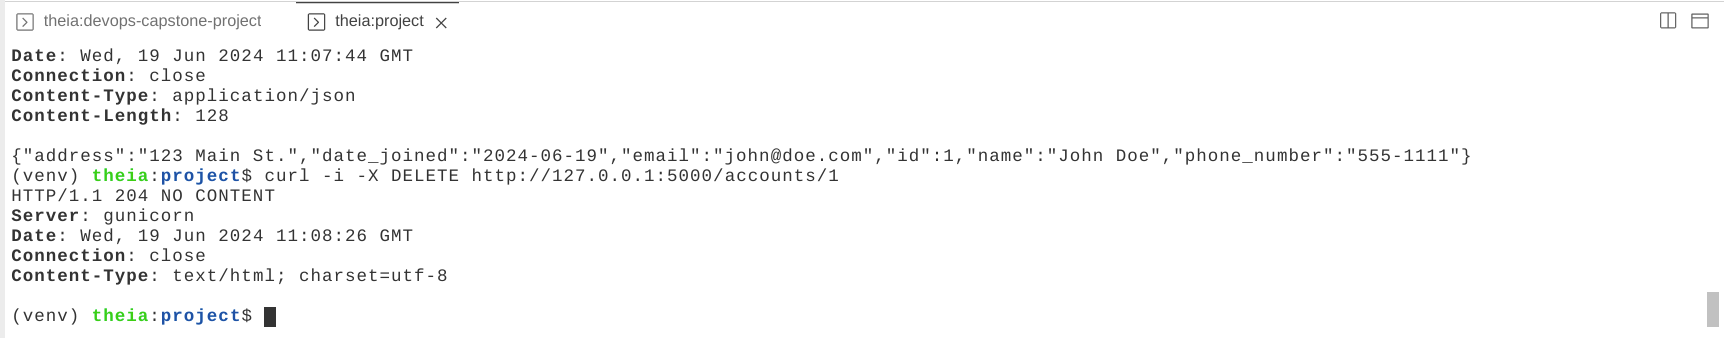 theia:devops-capstone-project theia:project
Date: Wed, 19 Jun 2024 11:07:44 GMT
Connection: close
Content-Type: application/json
Content-Length: 128
{"address":"123 Main St.","date_joined":"2024-06-19","email":"john@doe.com","id":1,"name":"John Doe","phone_number":"555-1111"}
(venv) theia:project$ curl -i -X DELETE http://127.0.0.1:5000/accounts/1
HTTP/1.1 204 NO CONTENT
Server: gunicorn
Date: Wed, 19 Jun 2024 11:08:26 GMT
Connection: close
Content-Type: text/html; charset=utf-8
(venv) theia:project$